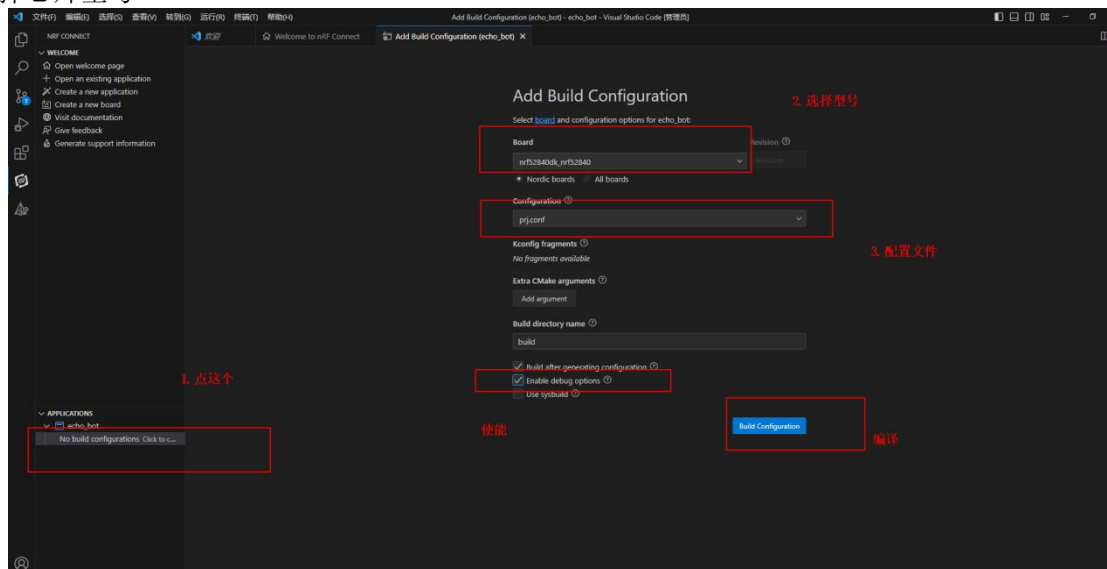 文件(F) 编辑(E) 选择(S) 查看(V) 转到(G) 运行(R) 终端(T) 帮助(H)
Add Build Configuration (echo_bot) - echo_bot - Visual Studio Code [管理员]
NRF CONNECT
欢迎
Welcome to nRF Connect
Add Build Configuration (echo_bot)
WELCOME
Open welcome page
Open an existing application
Create a new application
Create a new board
Visit documentation
Give feedback
Generate support information
7
Add Build Configuration
2. 选择型号
Select board and configuration options for echo_bot:
Board
Revision
nrf52840dk_nrf52840
Nordic boards
All boards
Configuration
prj.conf
3. 配置文件
Kconfig fragments
No fragments available
Extra CMake arguments
Add argument
Build directory name
build
Build after generating configuration
1. 点这个
Enable debug options
Use sysbuild
APPLICATIONS
echo_bot
No build configurations Click to c...
使能
Build Configuration
编译